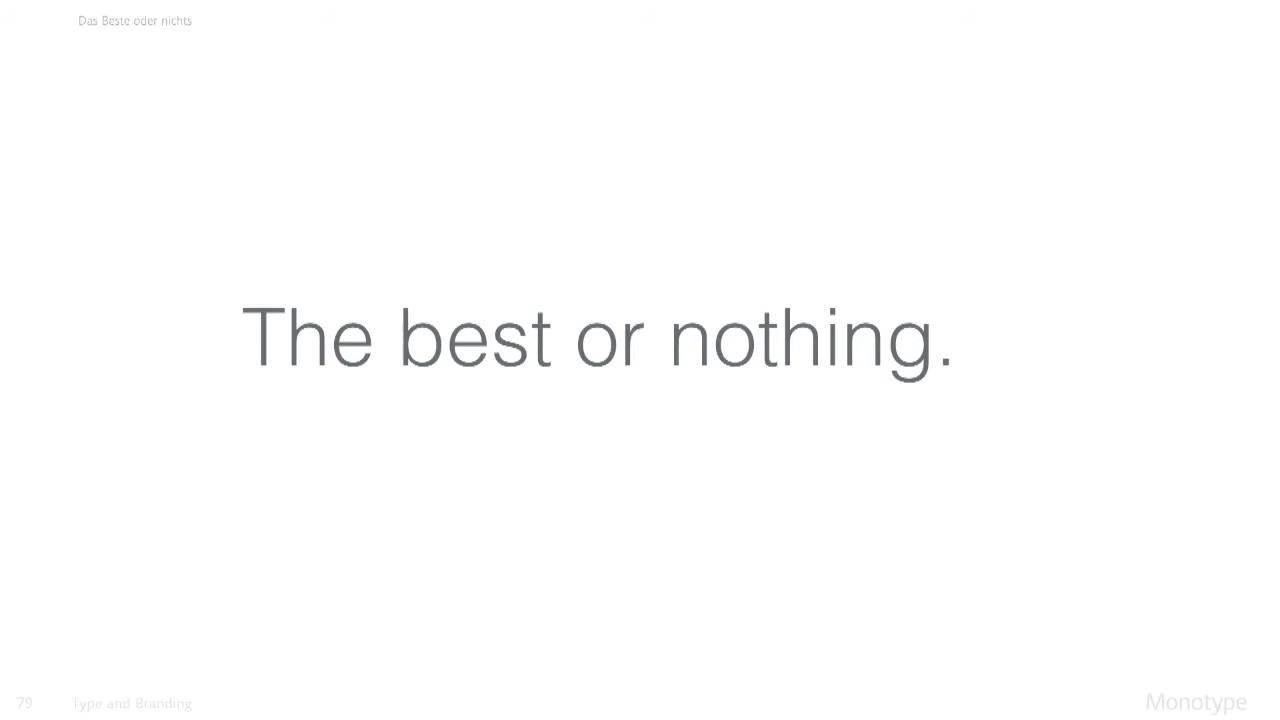 Das Beste oder nichts
The best or nothing.
79 Type and Branding Monotype